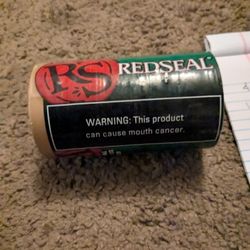 RS REDSEAL
WARNING: This product
can cause mouth cancer.